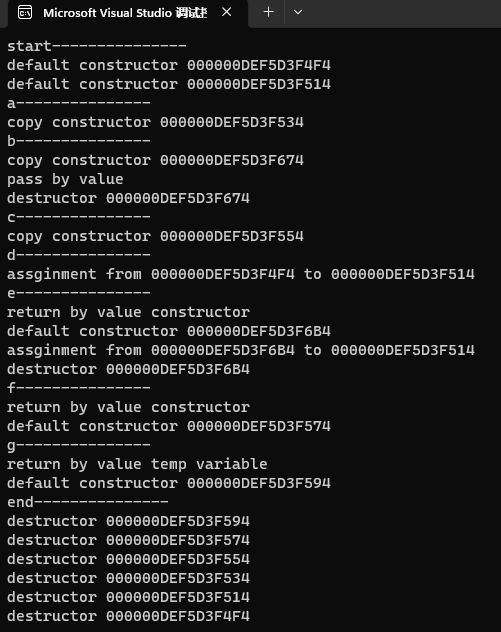 Microsoft Visual Studio 调试
start---------------
default constructor 000000DEF5D3F4F4
default constructor 000000DEF5D3F514
a---------------
copy constructor 000000DEF5D3F534
b---------------
copy constructor 000000DEF5D3F674
pass by value
destructor 000000DEF5D3F674
c---------------
copy constructor 000000DEF5D3F554
d---------------
assginment from 000000DEF5D3F4F4 to 000000DEF5D3F514
e---------------
return by value constructor
default constructor 000000DEF5D3F6B4
assginment from 000000DEF5D3F6B4 to 000000DEF5D3F514
destructor 000000DEF5D3F6B4
f---------------
return by value constructor
default constructor 000000DEF5D3F574
g---------------
return by value temp variable
default constructor 000000DEF5D3F594
end---------------
destructor 000000DEF5D3F594
destructor 000000DEF5D3F574
destructor 000000DEF5D3F554
destructor 000000DEF5D3F534
destructor 000000DEF5D3F514
destructor 000000DEF5D3F4F4